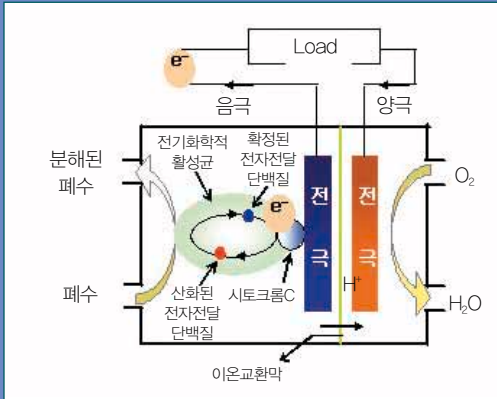 Load
e⁻
음극
양극
전기화학적
활성균
확정된
전자전달
단백질
분해된
폐수
e⁻
전
극
전
극
O₂
H⁺
폐수
산화된
전자전달
단백질
시토크롬C
H₂O
이온교환막